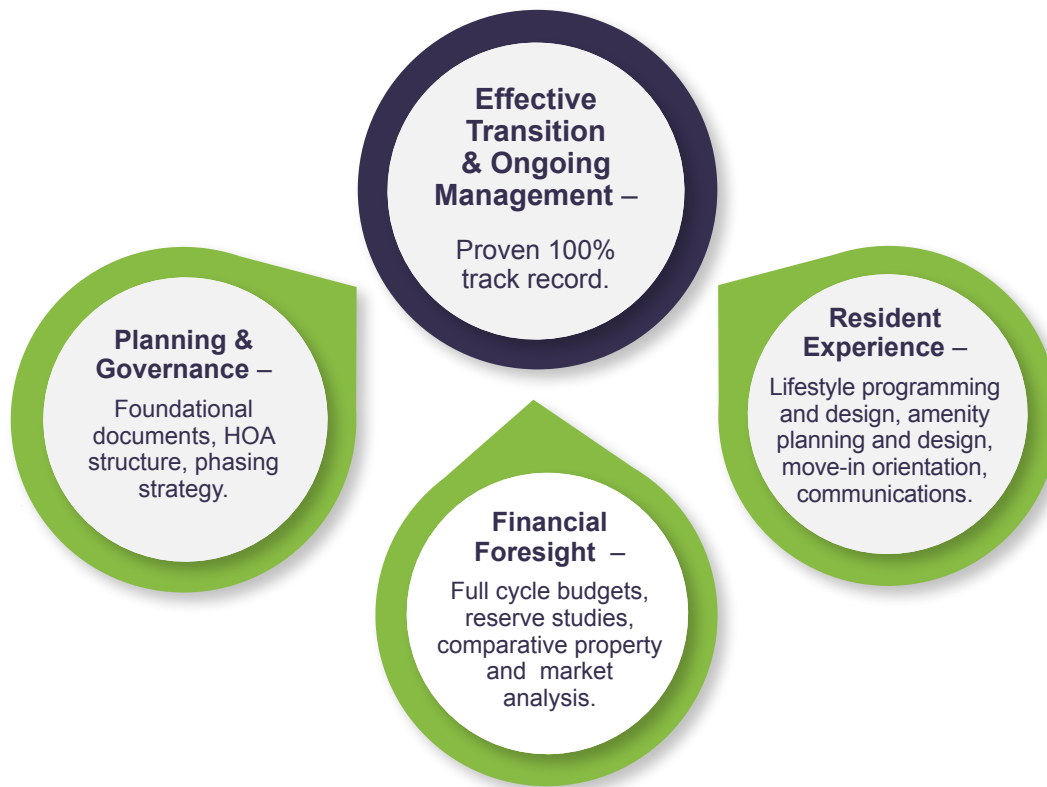 Effective
Transition
& Ongoing
Management –
Proven 100%
track record.
Planning &
Governance –
Foundational
documents, HOA
structure, phasing
strategy.
Financial
Foresight –
Full cycle budgets,
reserve studies,
comparative property
and market
analysis.
Resident
Experience –
Lifestyle programming
and design, amenity
planning and design,
move-in orientation,
communications.